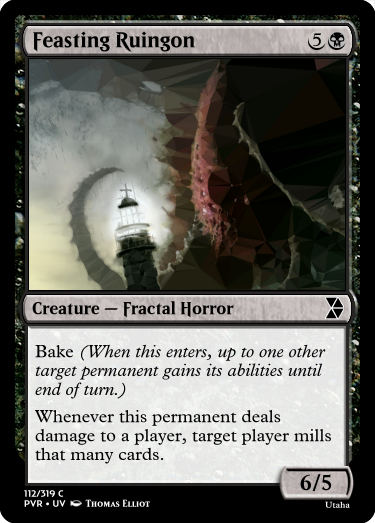 Feasting Ruingon 5
Creature — Fractal Horror
Bake (When this enters, up to one other
target permanent gains its abilities until
end of turn.)
Whenever this permanent deals
damage to a player, target player mills
that many cards.
6/5
112/319 C
PVR • UV Thomas Elliot
Utaha